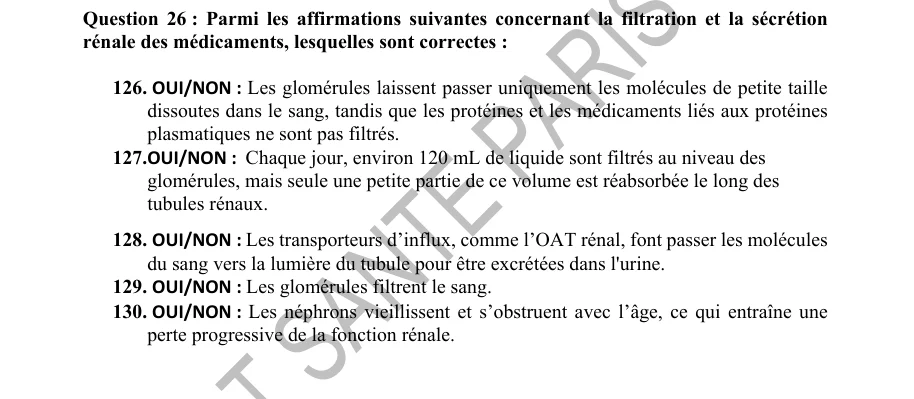 Question 26 : Parmi les affirmations suivantes concernant la filtration et la sécrétion
rénale des médicaments, lesquelles sont correctes :
126. OUI/NON : Les glomérules laissent passer uniquement les molécules de petite taille
dissoutes dans le sang, tandis que les protéines et les médicaments liés aux protéines
plasmatiques ne sont pas filtrés.
127.OUI/NON : Chaque jour, environ 120 mL de liquide sont filtrés au niveau des
glomérules, mais seule une petite partie de ce volume est réabsorbée le long des
tubules rénaux.
128. OUI/NON : Les transporteurs d’influx, comme l’OAT rénal, font passer les molécules
du sang vers la lumière du tubule pour être excrétées dans l'urine.
129. OUI/NON : Les glomérules filtrent le sang.
130. OUI/NON : Les néphrons vieillissent et s’obstruent avec l’âge, ce qui entraîne une
perte progressive de la fonction rénale.
T SANTE PARIS